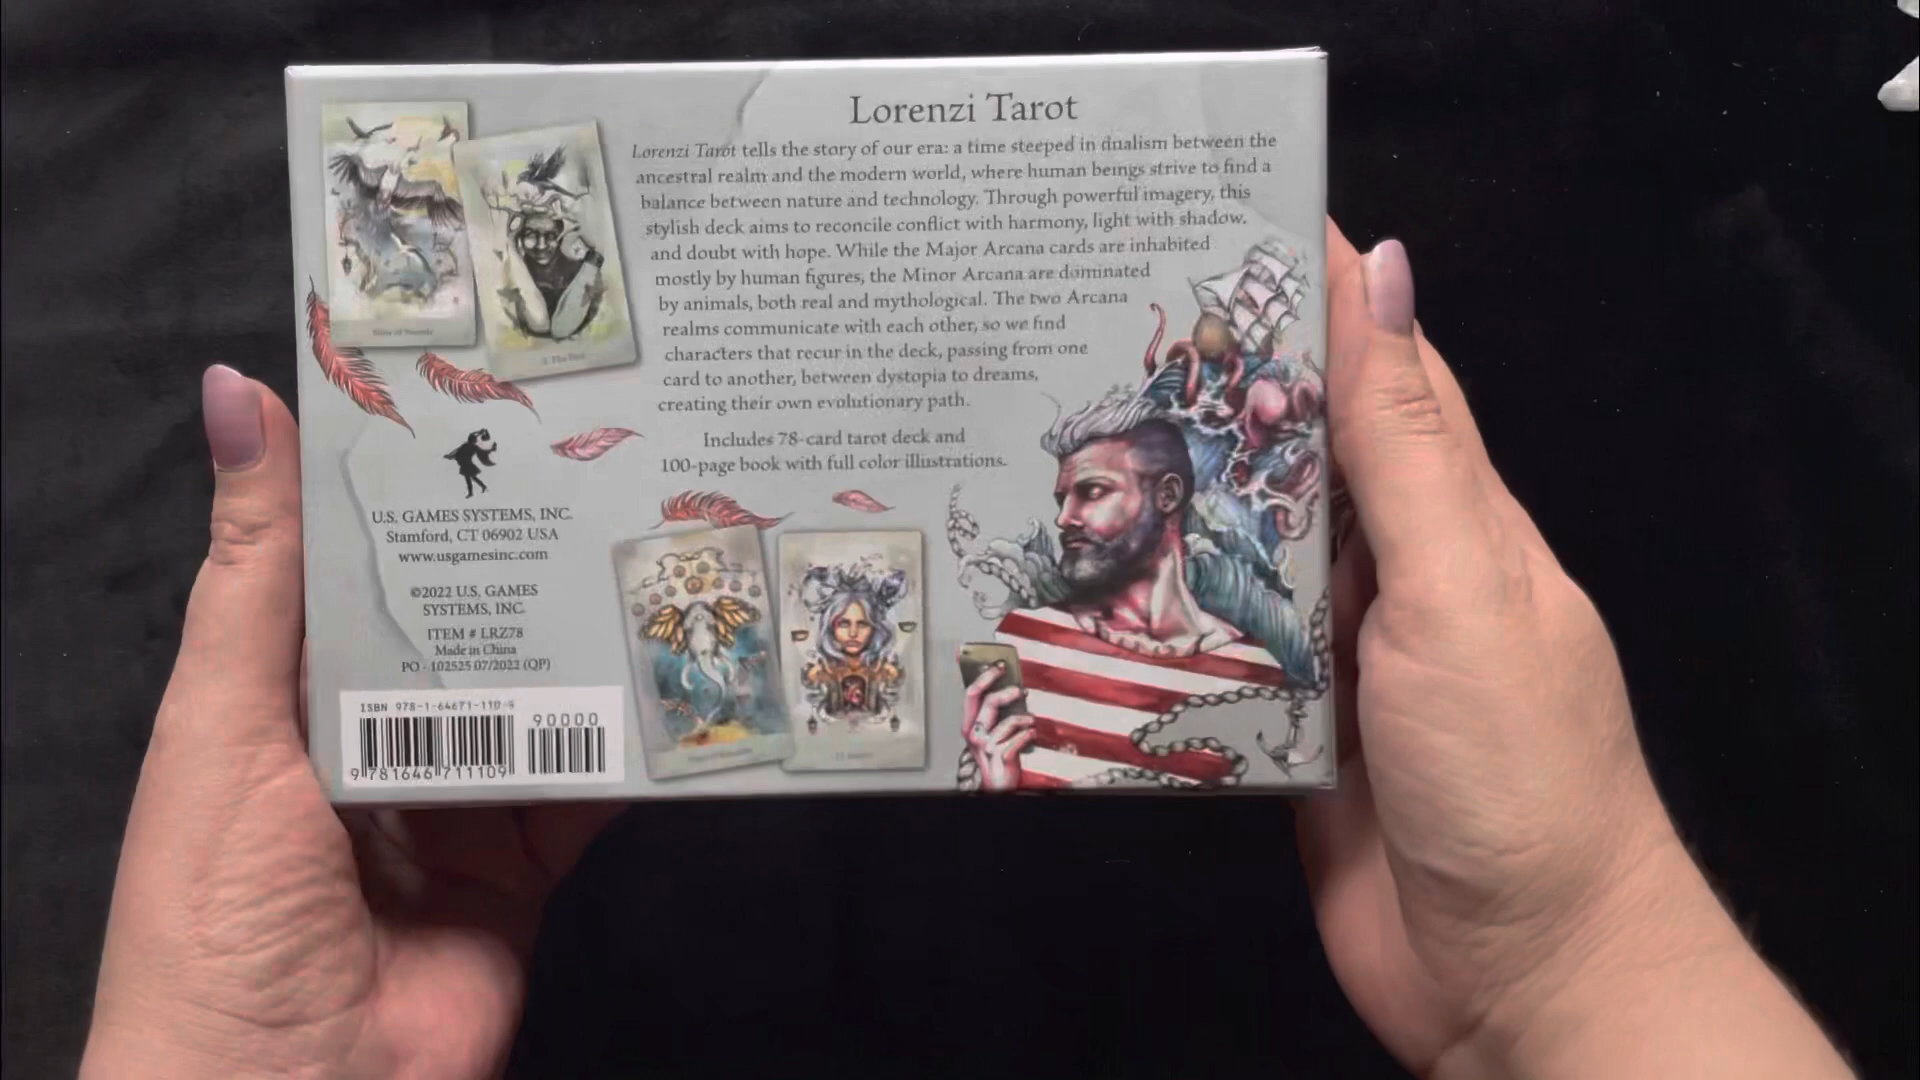 Lorenzi Tarot
Lorenzi Tarot tells the story of our era: a time steeped in dualism between the
ancestral realm and the modern world, where human beings strive to find a
balance between nature and technology. Through powerful imagery, this
stylish deck aims to reconcile conflict with harmony, light with shadow,
and doubt with hope. While the Major Arcana cards are inhabited
mostly by human figures, the Minor Arcana are dominated
by animals, both real and mythological. The two Arcana
realms communicate with each other, so we find
characters that recur in the deck, passing from one
card to another, between dystopia to dreams,
creating their own evolutionary path.
Includes 78-card tarot deck and
100-page book with full color illustrations.
U.S. GAMES SYSTEMS, INC.
Stamford, CT 06902 USA
www.usgamesinc.com
©2022 U.S. GAMES
SYSTEMS, INC.
ITEM # LRZ78
Made in China
PO - 102525 07/2022 (QP)
ISBN 978-1-64671-110-9
90000
9 781646 711109